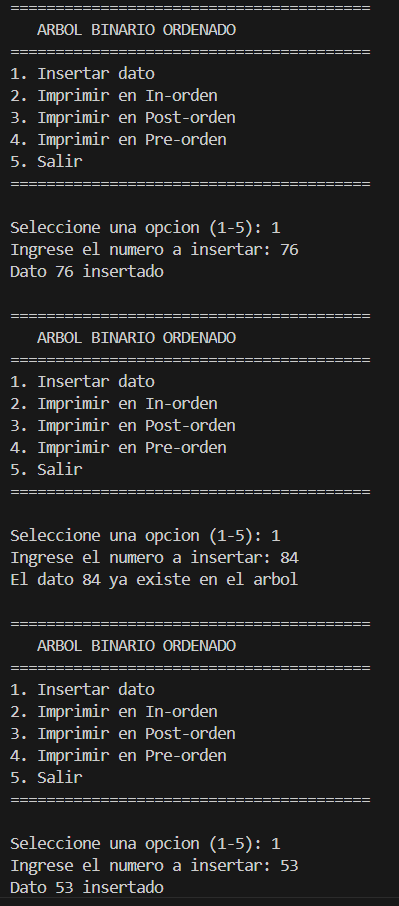 ========================================
ARBOL BINARIO ORDENADO
========================================
1. Insertar dato
2. Imprimir en In-orden
3. Imprimir en Post-orden
4. Imprimir en Pre-orden
5. Salir
========================================
Seleccione una opcion (1-5): 1
Ingrese el numero a insertar: 76
Dato 76 insertado
========================================
ARBOL BINARIO ORDENADO
========================================
1. Insertar dato
2. Imprimir en In-orden
3. Imprimir en Post-orden
4. Imprimir en Pre-orden
5. Salir
========================================
Seleccione una opcion (1-5): 1
Ingrese el numero a insertar: 84
El dato 84 ya existe en el arbol
========================================
ARBOL BINARIO ORDENADO
========================================
1. Insertar dato
2. Imprimir en In-orden
3. Imprimir en Post-orden
4. Imprimir en Pre-orden
5. Salir
========================================
Seleccione una opcion (1-5): 1
Ingrese el numero a insertar: 53
Dato 53 insertado